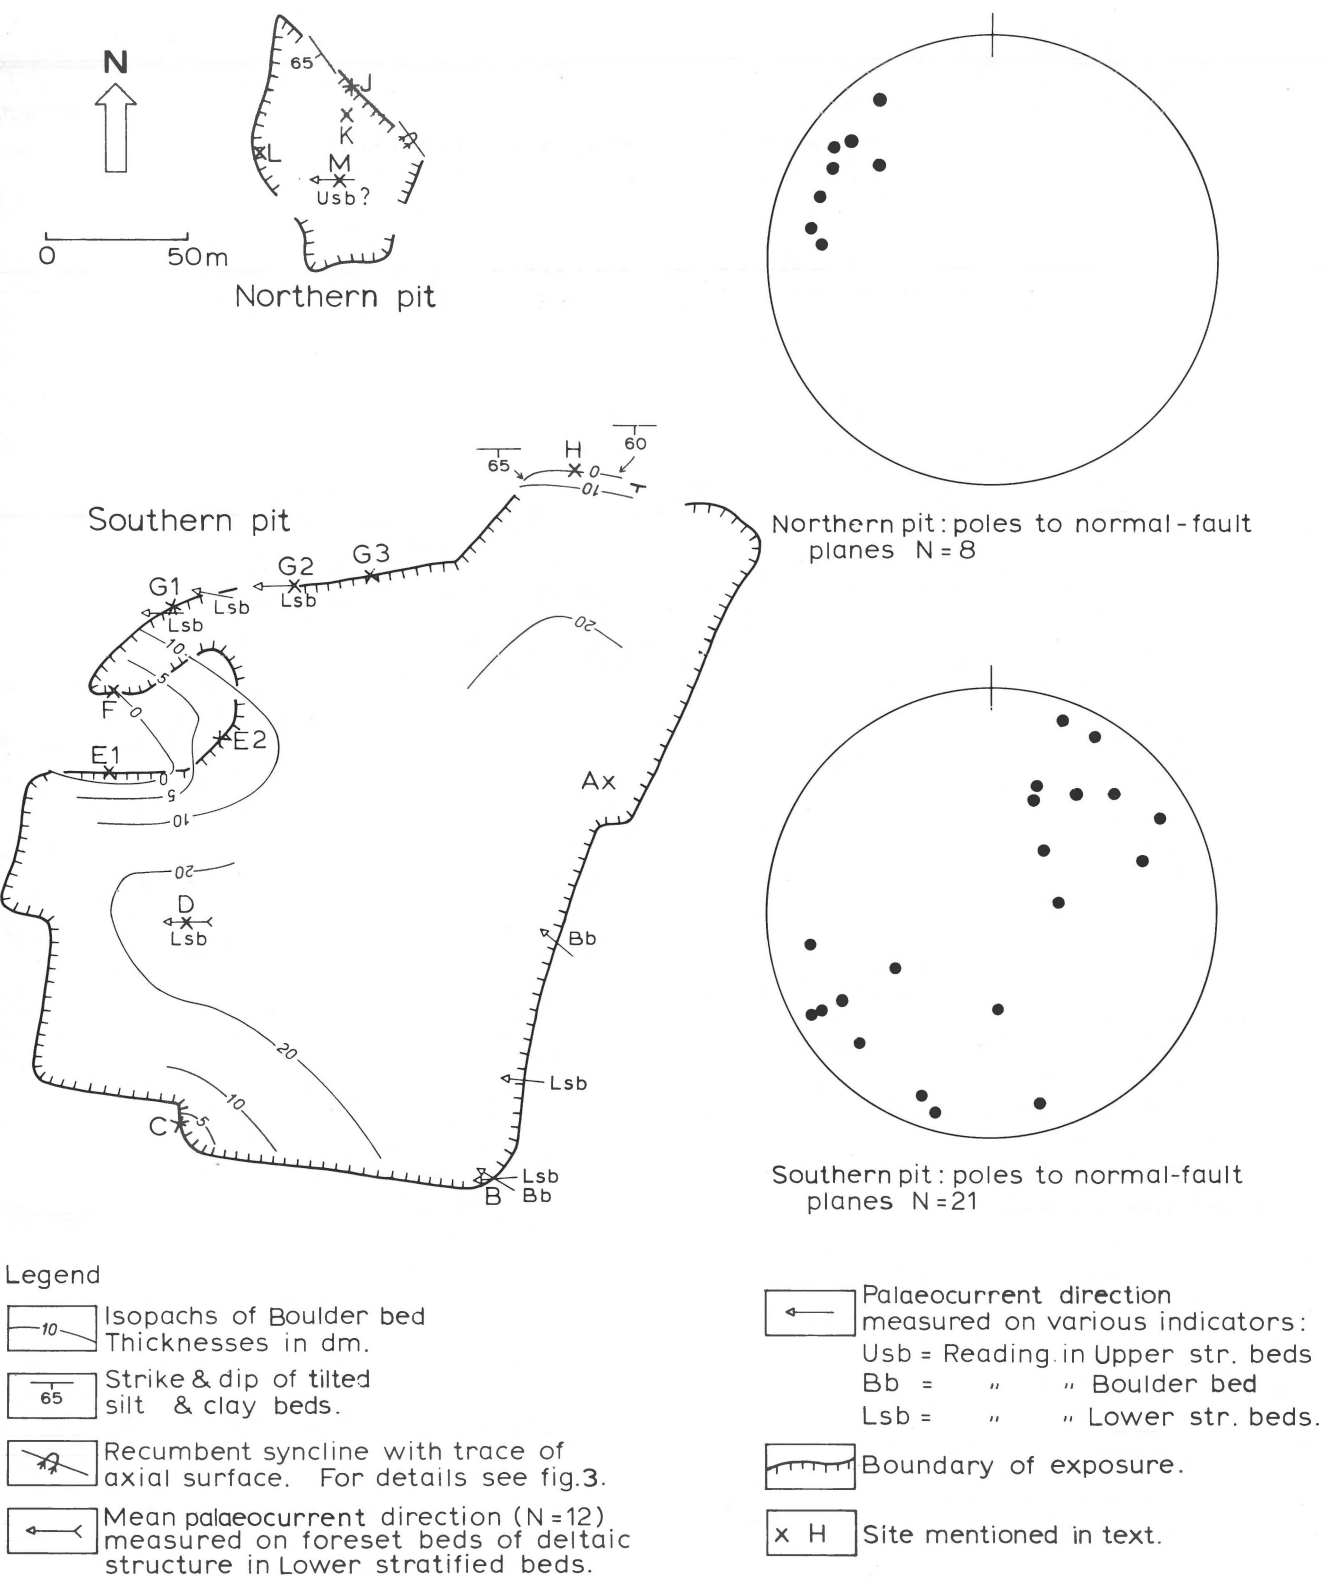 N
65
J
K
L
M
Usb?
0 50m
Northern pit
Northern pit: poles to normal-fault
planes N=8
65
H
60
0
10
Southern pit
G1
G2
G3
Lsb
Lsb
Lsb
10
5
F
0
E1
E2
0
5
10
20
A
20
D
Lsb
Bb
20
Lsb
10
C
5
B
Lsb
Bb
Southern pit: poles to normal-fault
planes N=21
Legend
10
Isopachs of Boulder bed
Thicknesses in dm.
65
Strike & dip of tilted
silt & clay beds.
Recumbent syncline with trace of
axial surface. For details see fig.3.
Mean palaeocurrent direction (N=12)
measured on foreset beds of deltaic
structure in Lower stratified beds.
Palaeocurrent direction
measured on various indicators:
Usb = Reading in Upper str. beds
Bb = " " Boulder bed
Lsb = " " Lower str. beds.
Boundary of exposure.
x H
Site mentioned in text.